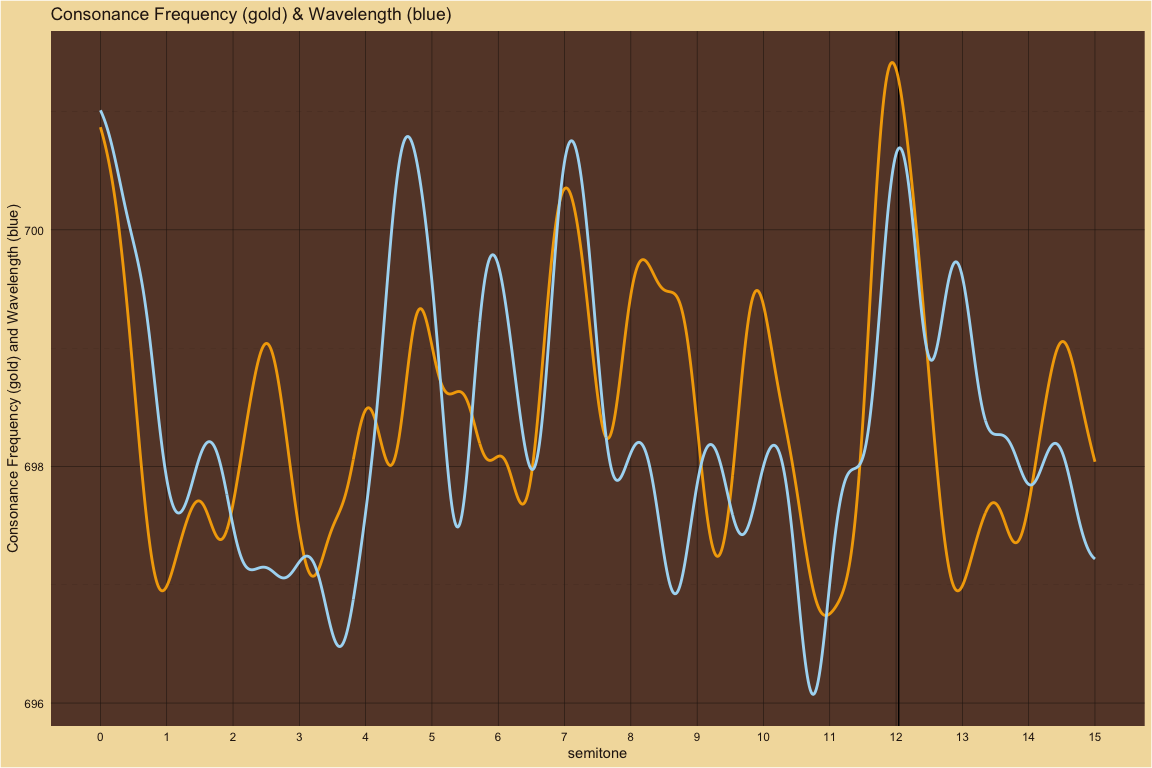 Consonance Frequency (gold) & Wavelength (blue)
Consonance Frequency (gold) and Wavelength (blue)
700
698
696
0 1 2 3 4 5 6 7 8 9 10 11 12 13 14 15
semitone